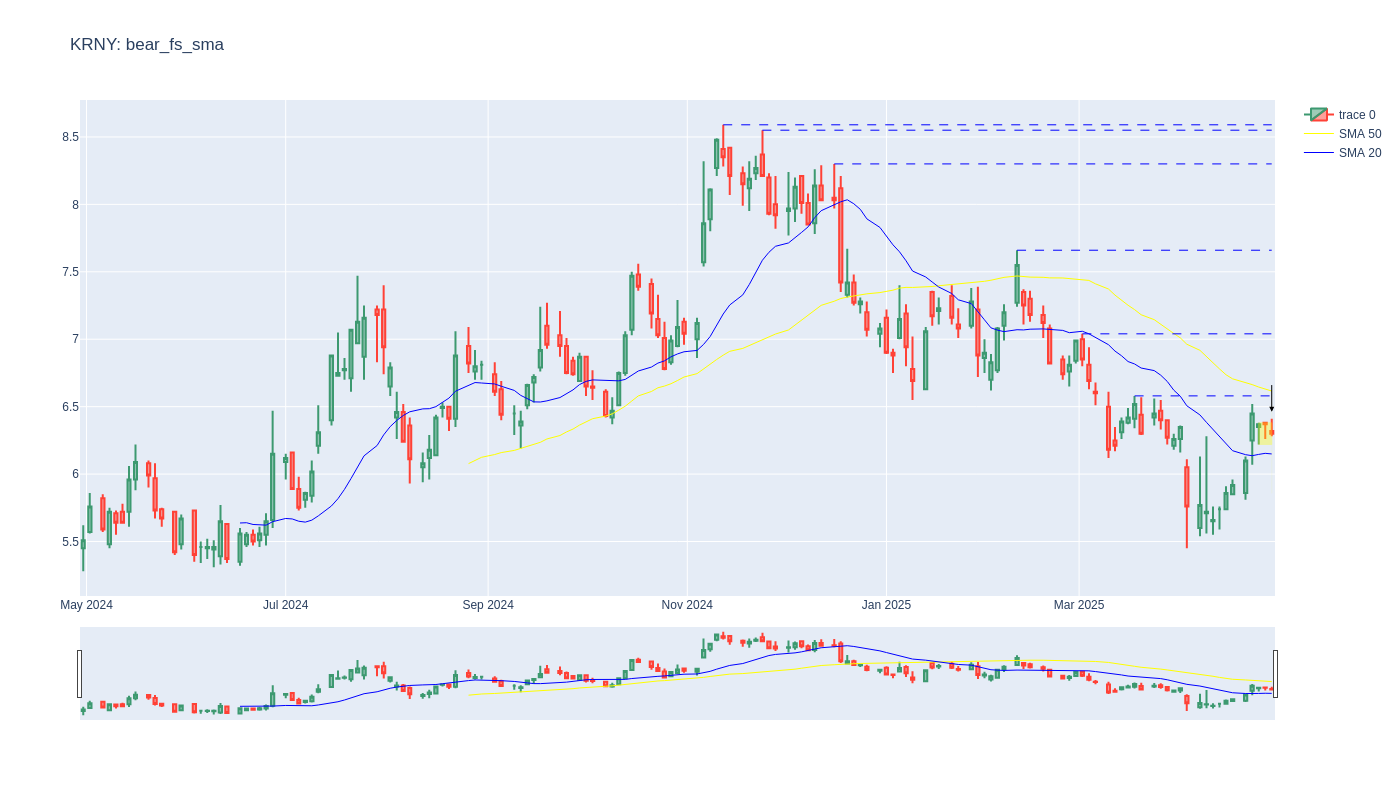 KRNY: bear_fs_sma
trace 0
SMA 50
SMA 20
8.5
8
7.5
7
6.5
6
5.5
May 2024
Jul 2024
Sep 2024
Nov 2024
Jan 2025
Mar 2025